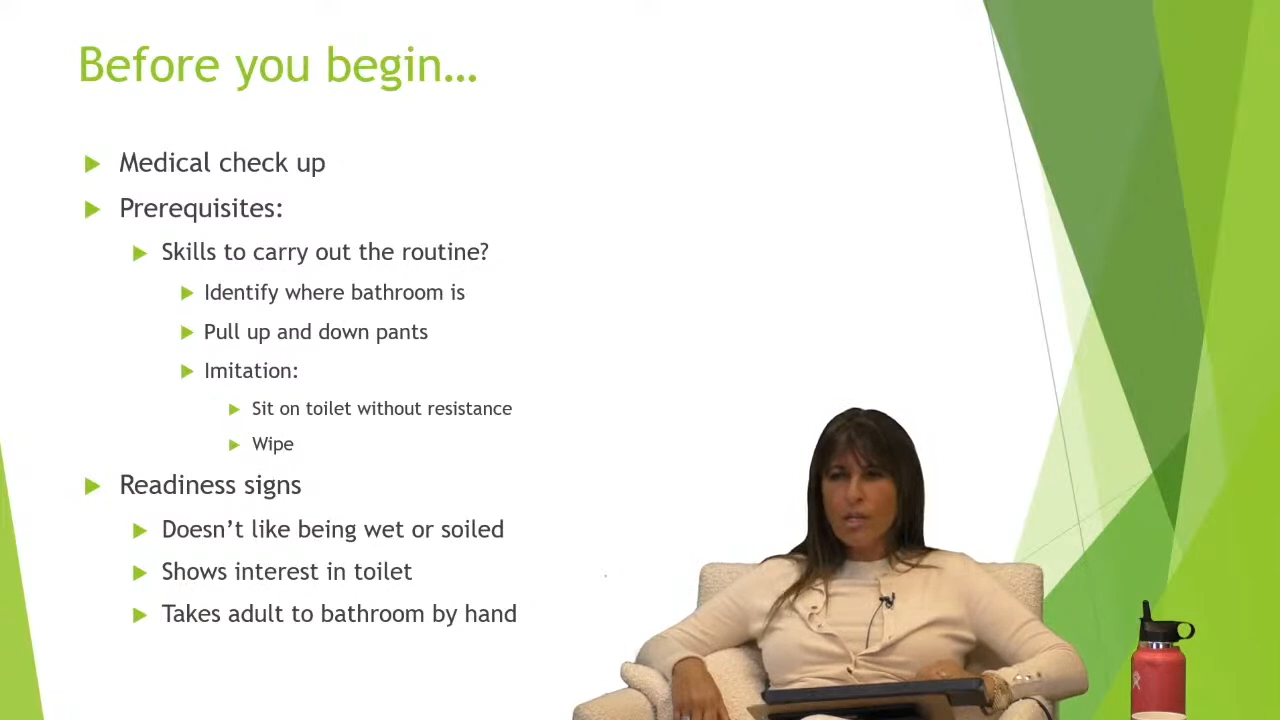 Before you begin…
Medical check up
Prerequisites:
Skills to carry out the routine?
Identify where bathroom is
Pull up and down pants
Imitation:
Sit on toilet without resistance
Wipe
Readiness signs
Doesn't like being wet or soiled
Shows interest in toilet
Takes adult to bathroom by hand